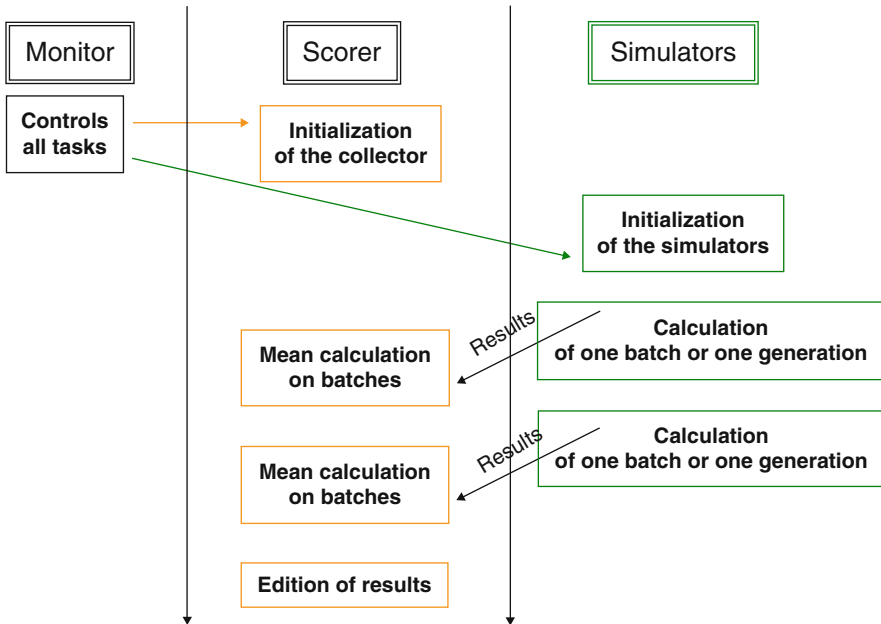 Monitor
Scorer
Simulators
Controls
all tasks
Initialization
of the collector
Initialization
of the simulators
Results
Calculation
of one batch or one generation
Mean calculation
on batches
Results
Calculation
of one batch or one generation
Mean calculation
on batches
Edition of results